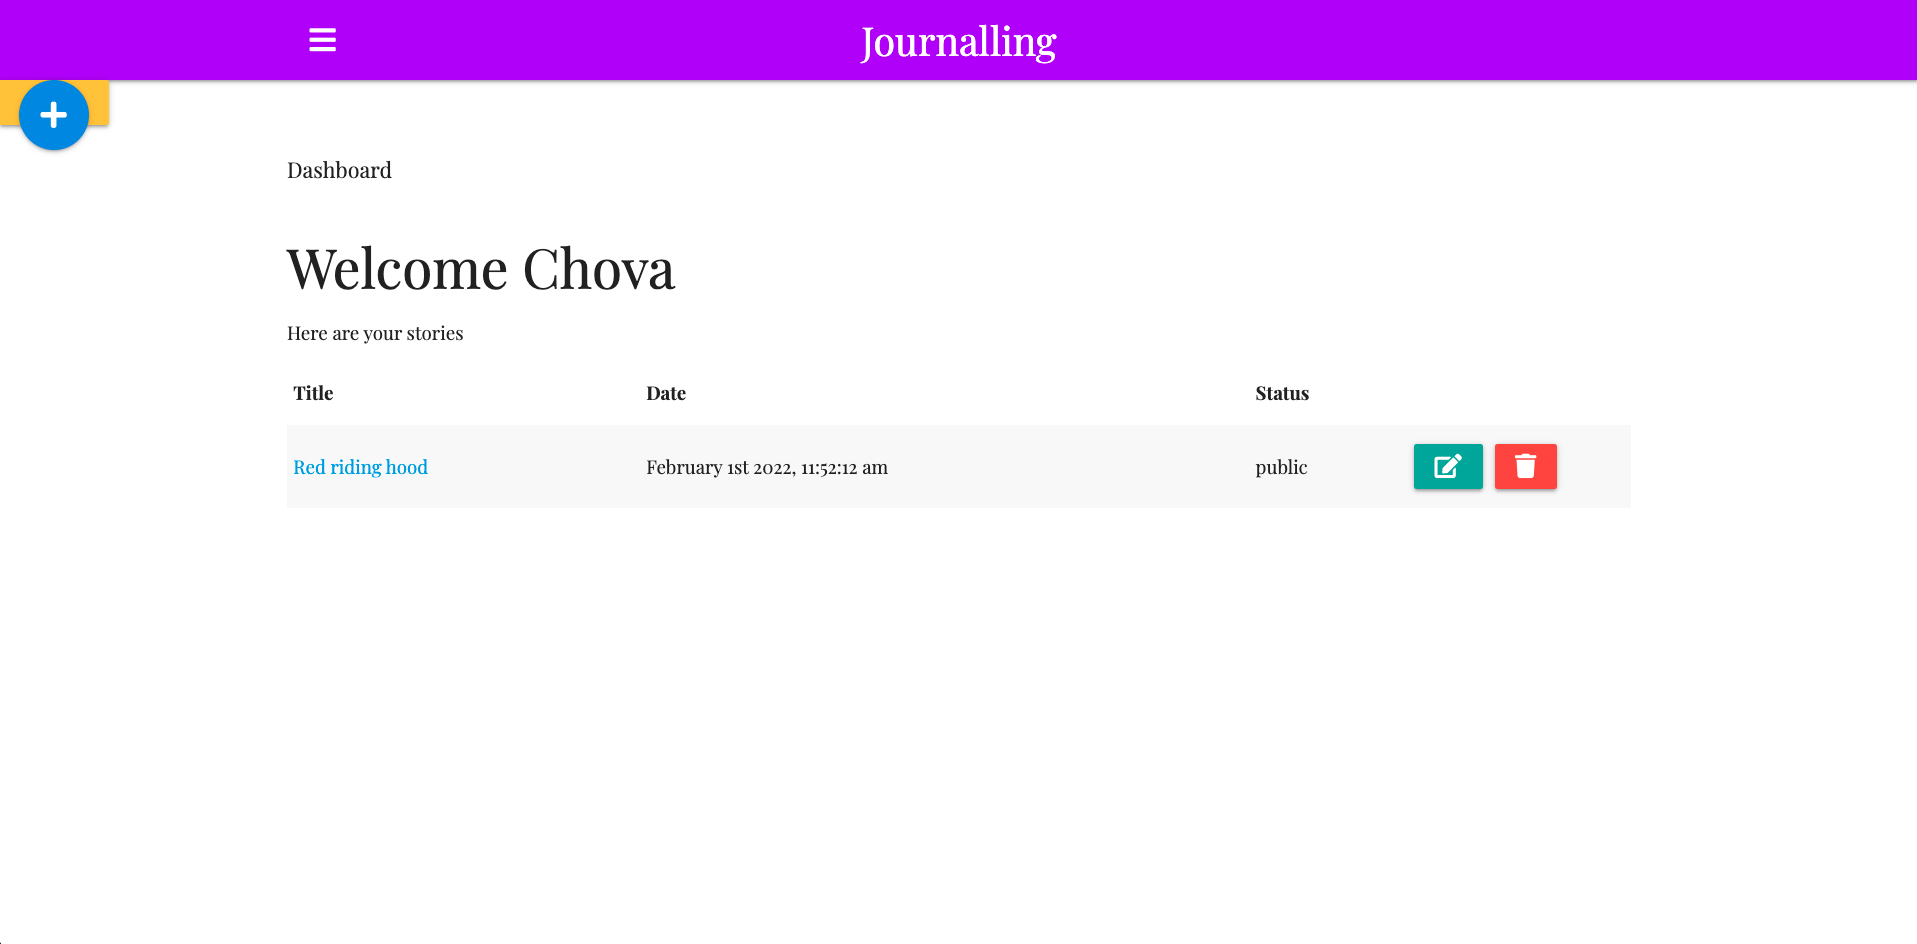 Journalling
Dashboard
Welcome Chova
Here are your stories
Title Date Status
Red riding hood February 1st 2022, 11:52:12 am public